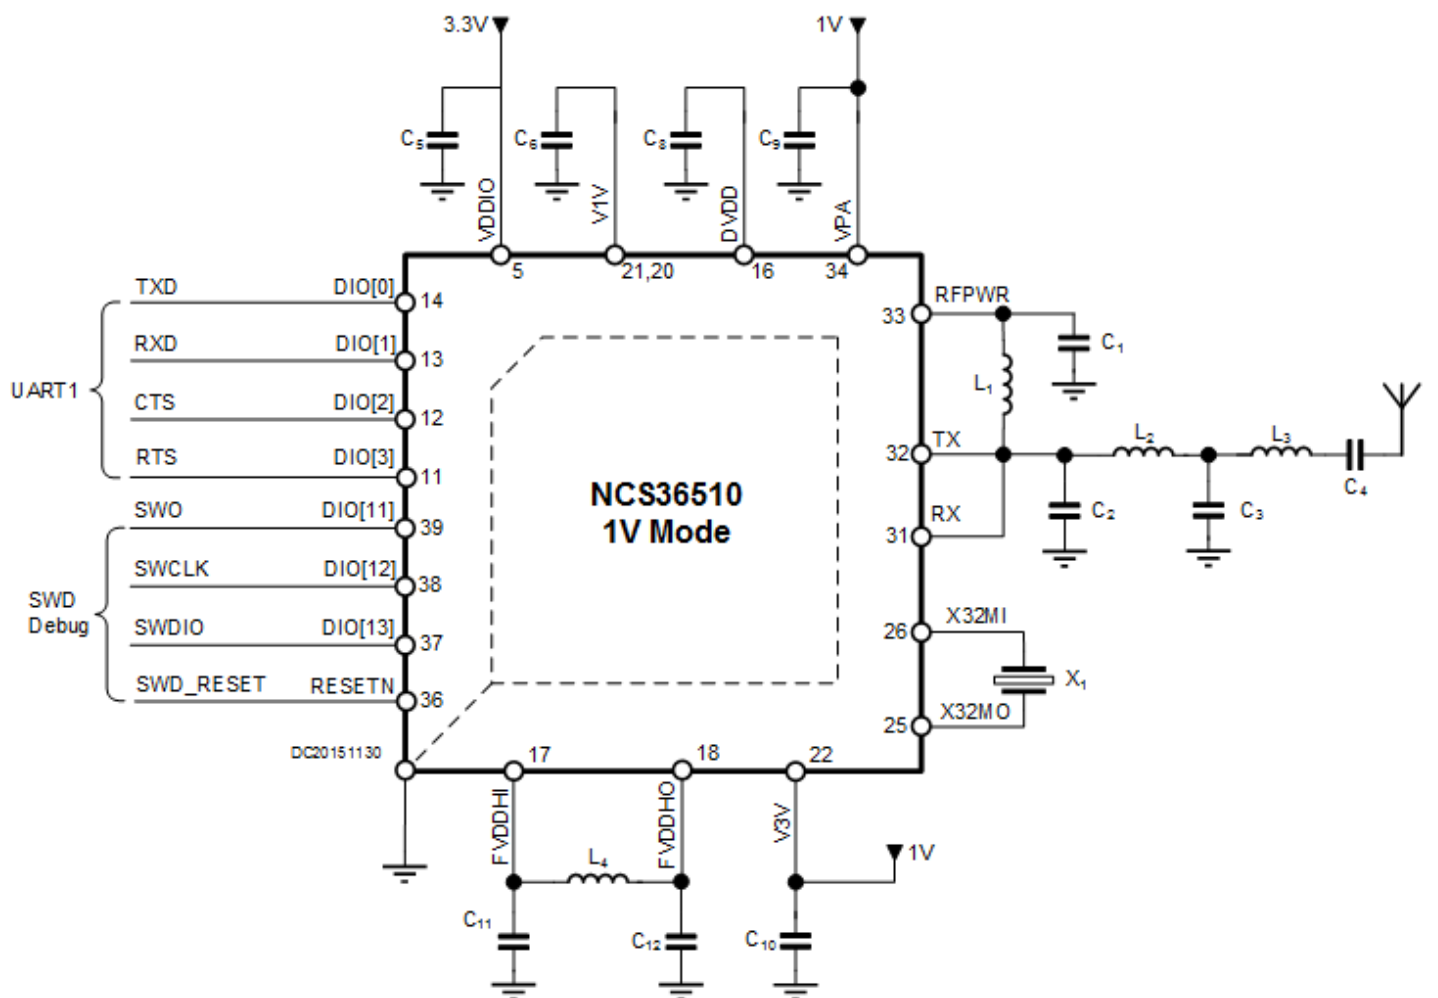 3.3V
1V
C5
C6
C8
C9
VDDIO
V1V
DVDD
VPA
5
21,20
16
34
TXD DIO[0] 14
RXD DIO[1] 13
UART1
CTS DIO[2] 12
RTS DIO[3] 11
SWO DIO[11] 39
SWCLK DIO[12] 38
SWD
Debug
SWDIO DIO[13] 37
SWD_RESET RESETN 36
DC20151130
NCS36510
1V Mode
33 RFPWR
C1
L1
32 TX
L2
L3
C4
31 RX
C2
C3
26 X32MI
X1
25 X32MO
17
18
22
FVDDHI
FVDDHO
V3V
L4
1V
C11
C12
C10